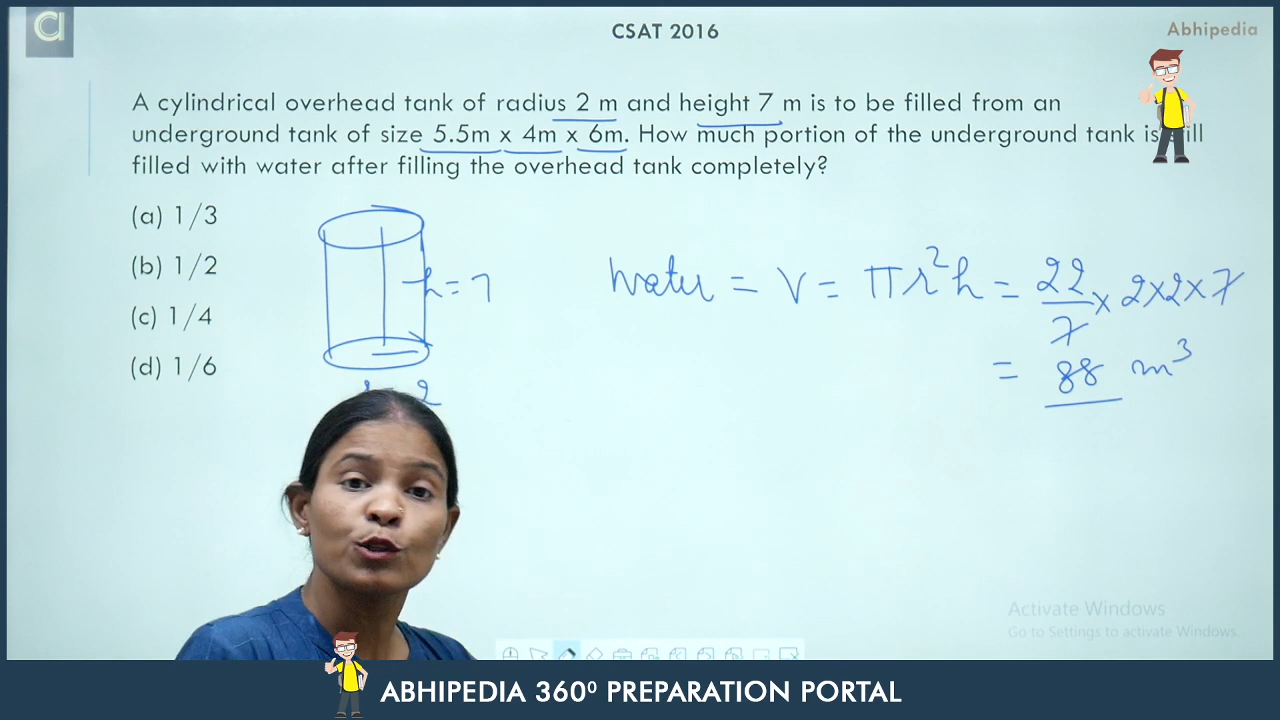 CSAT 2016
Abhipedia
A cylindrical overhead tank of radius 2 m and height 7 m is to be filled from an
underground tank of size 5.5m x 4m x 6m. How much portion of the underground tank is
filled with water after filling the overhead tank completely?
(a) 1/3
(b) 1/2
(c) 1/4
(d) 1/6
h = 7
2
water = V = πr²h = 22/7 x 2x2x7
= 88 m³
Activate Windows
Go to Settings to activate Windows.
ABHIPEDIA 360⁰ PREPARATION PORTAL